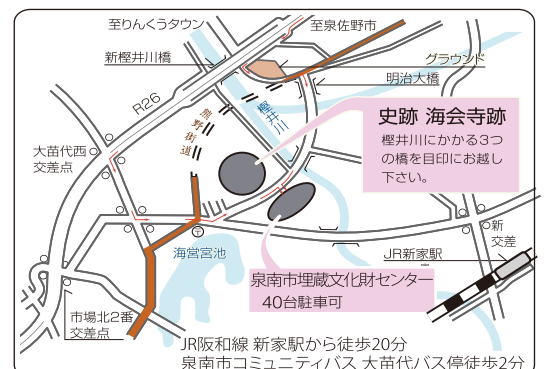 至りんくうタウン
至泉佐野市
新樫井川橋
グラウンド
明治大橋
R26
熊野街道
樫井川
史跡 海会寺跡
樫井川にかかる3つ
の橋を目印にお越し
下さい。
大苗代西
交差点
新
交差
海営宮池
JR新家駅
泉南市埋蔵文化財センター
40台駐車可
市場北2番
交差点
JR阪和線 新家駅から徒歩20分
泉南市コミュニティバス 大苗代バス停徒歩2分